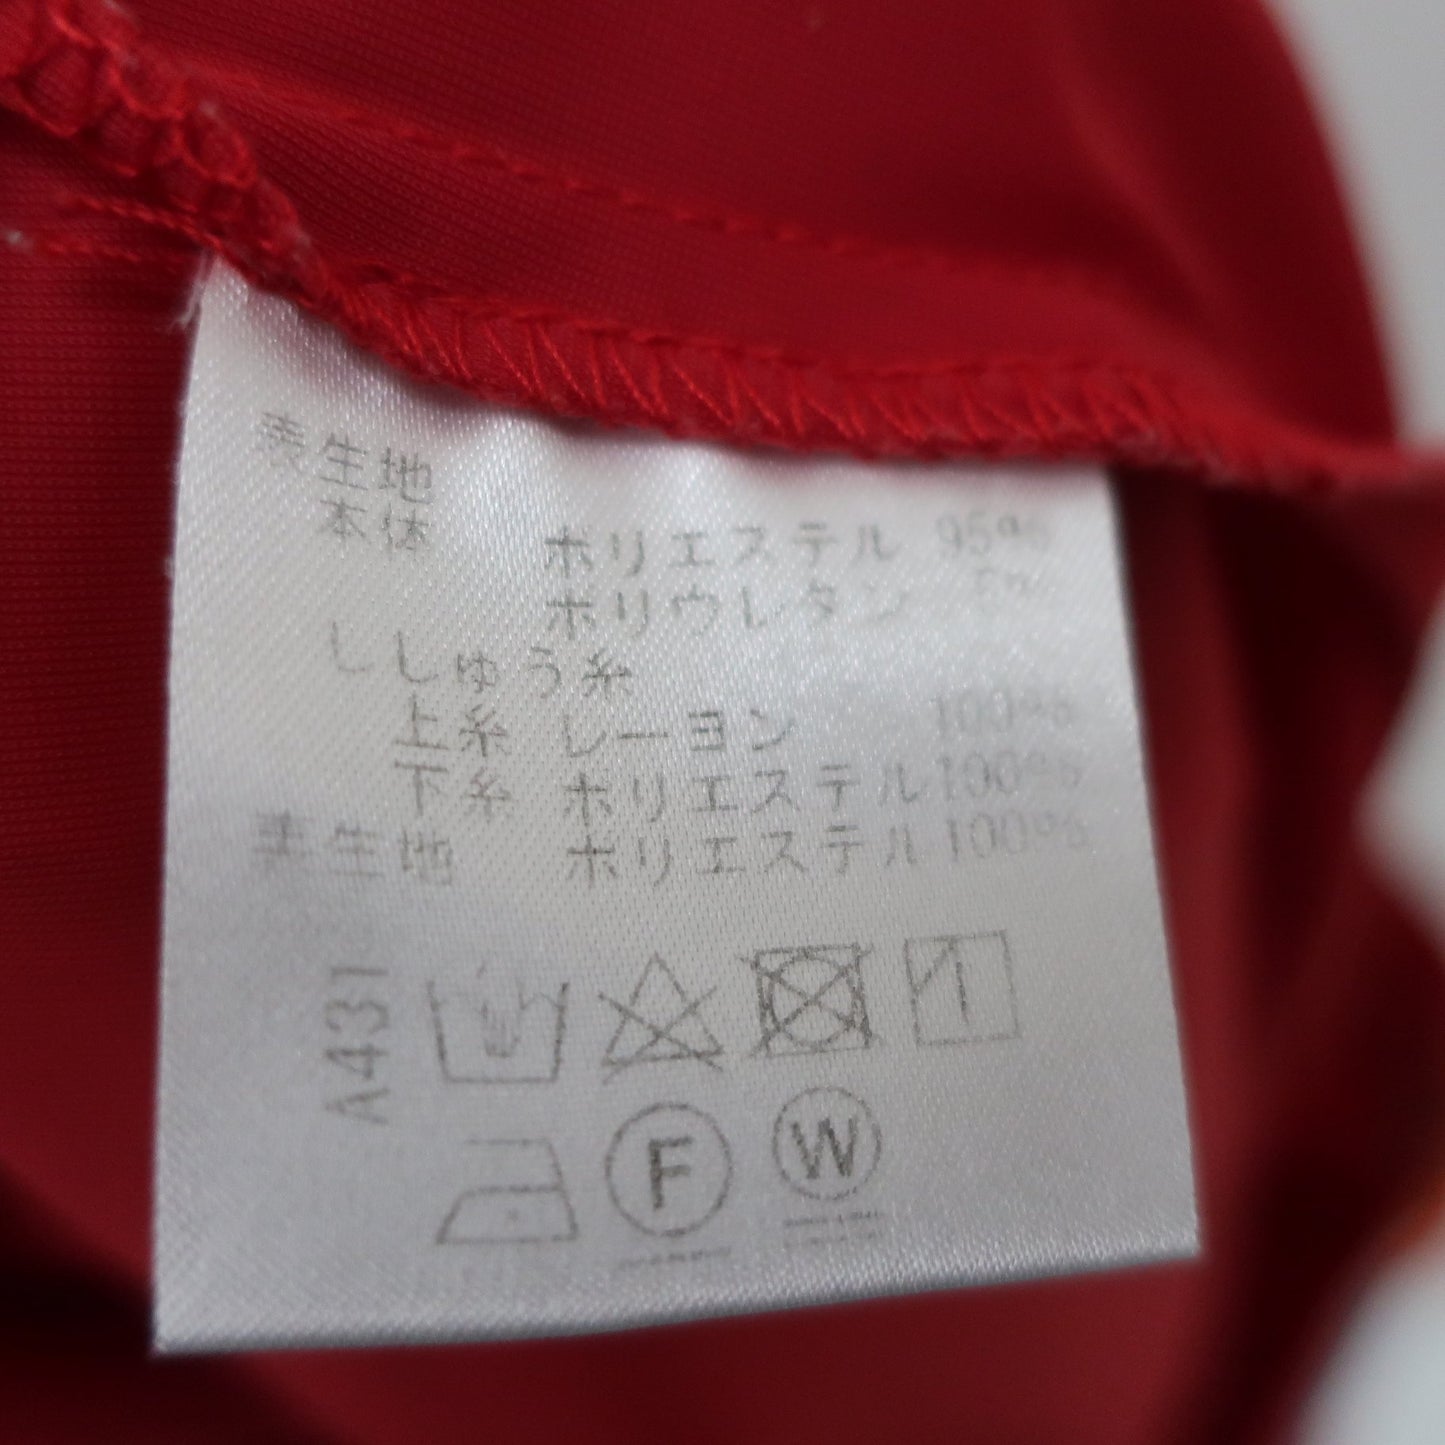 表生地
本体 ポリエステル 95%
ポリウレタン 5%
ししゅう糸
上糸 レーヨン 100%
下糸 ポリエステル 100%
表生地 ポリエステル 100%
A431
F
W